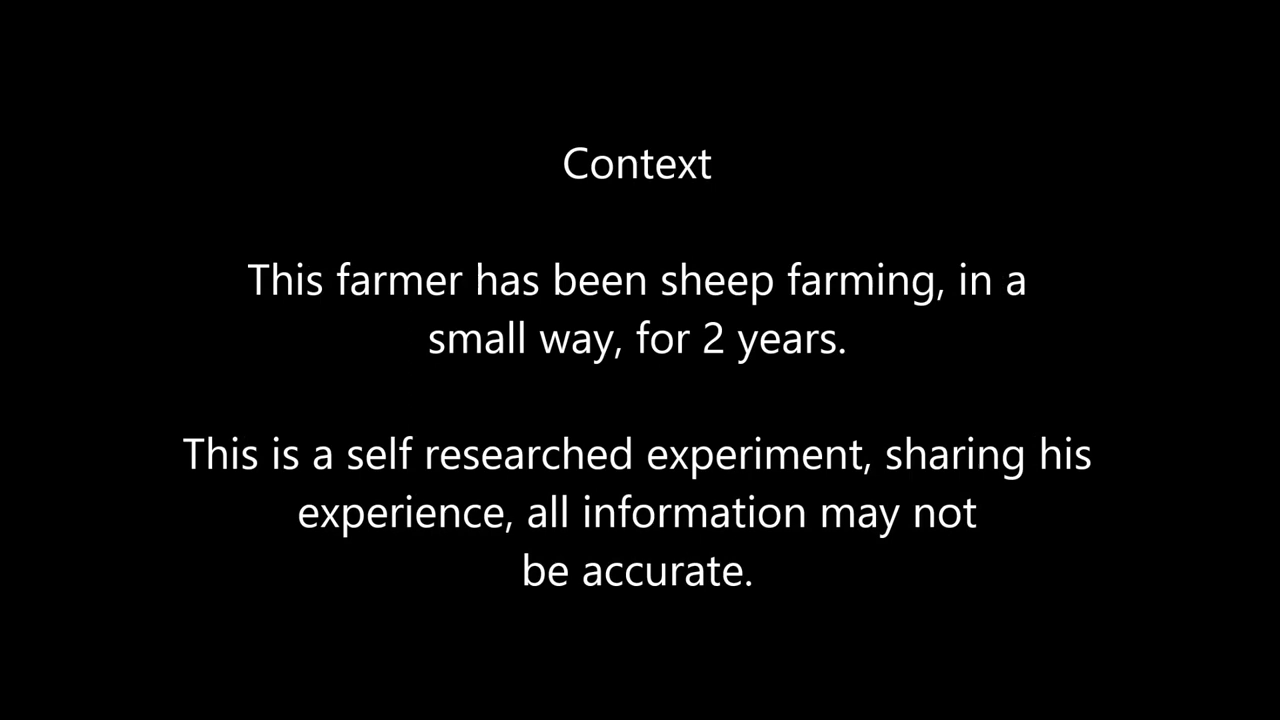 Context
This farmer has been sheep farming, in a
small way, for 2 years.
This is a self researched experiment, sharing his
experience, all information may not
be accurate.